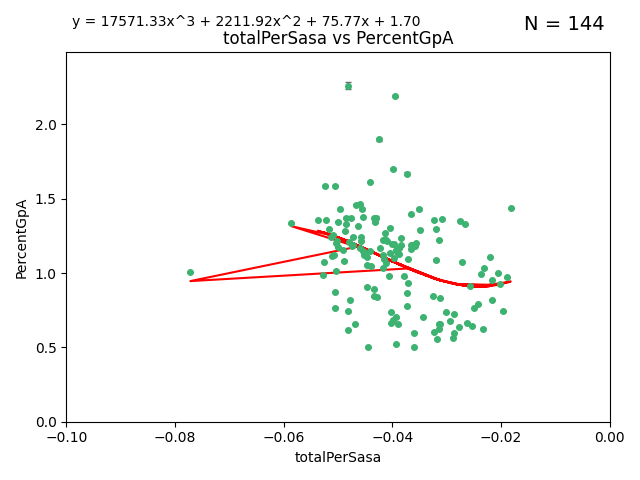 y = 17571.33x^3 + 2211.92x^2 + 75.77x + 1.70
N = 144
totalPerSasa vs PercentGpA
PercentGpA
2.0
1.5
1.0
0.5
0.0
−0.10 −0.08 −0.06 −0.04 −0.02 0.00
totalPerSasa